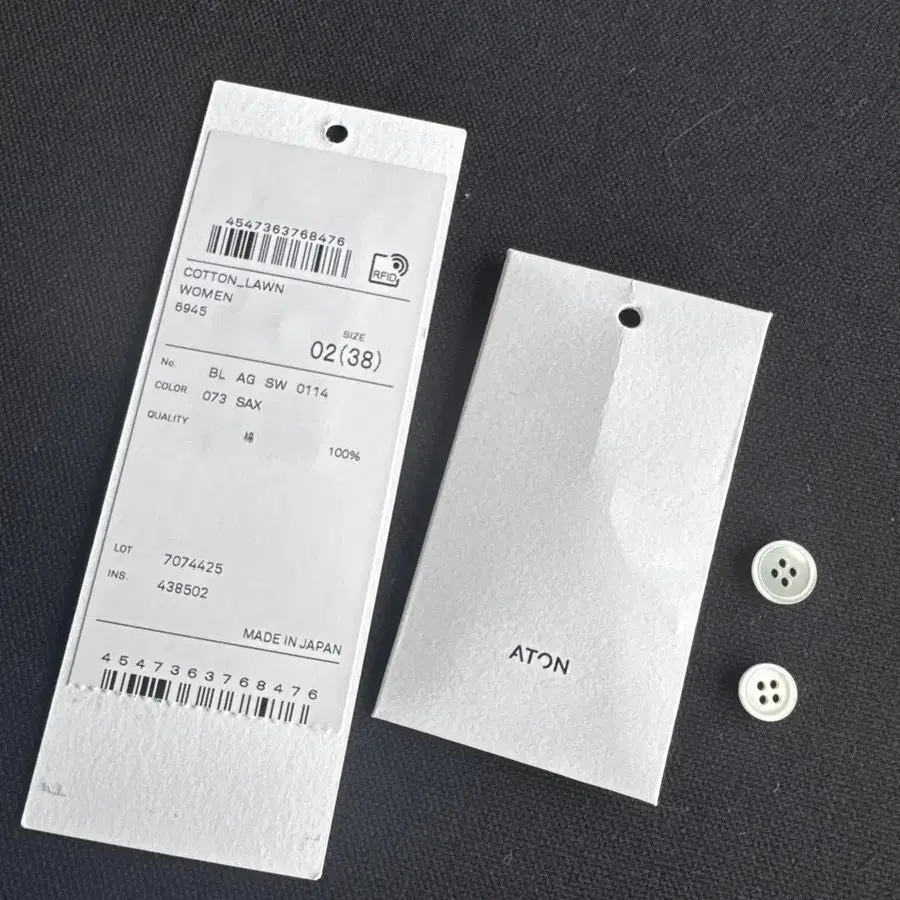 4547363768476
RFID
COTTON_LAWN
WOMEN
6945
SIZE
02(38)
No. BL AG SW 0114
COLOR 073 SAX
QUALITY
綿 100%
LOT 7074425
INS. 438502
MADE IN JAPAN
4547363768476
ATON